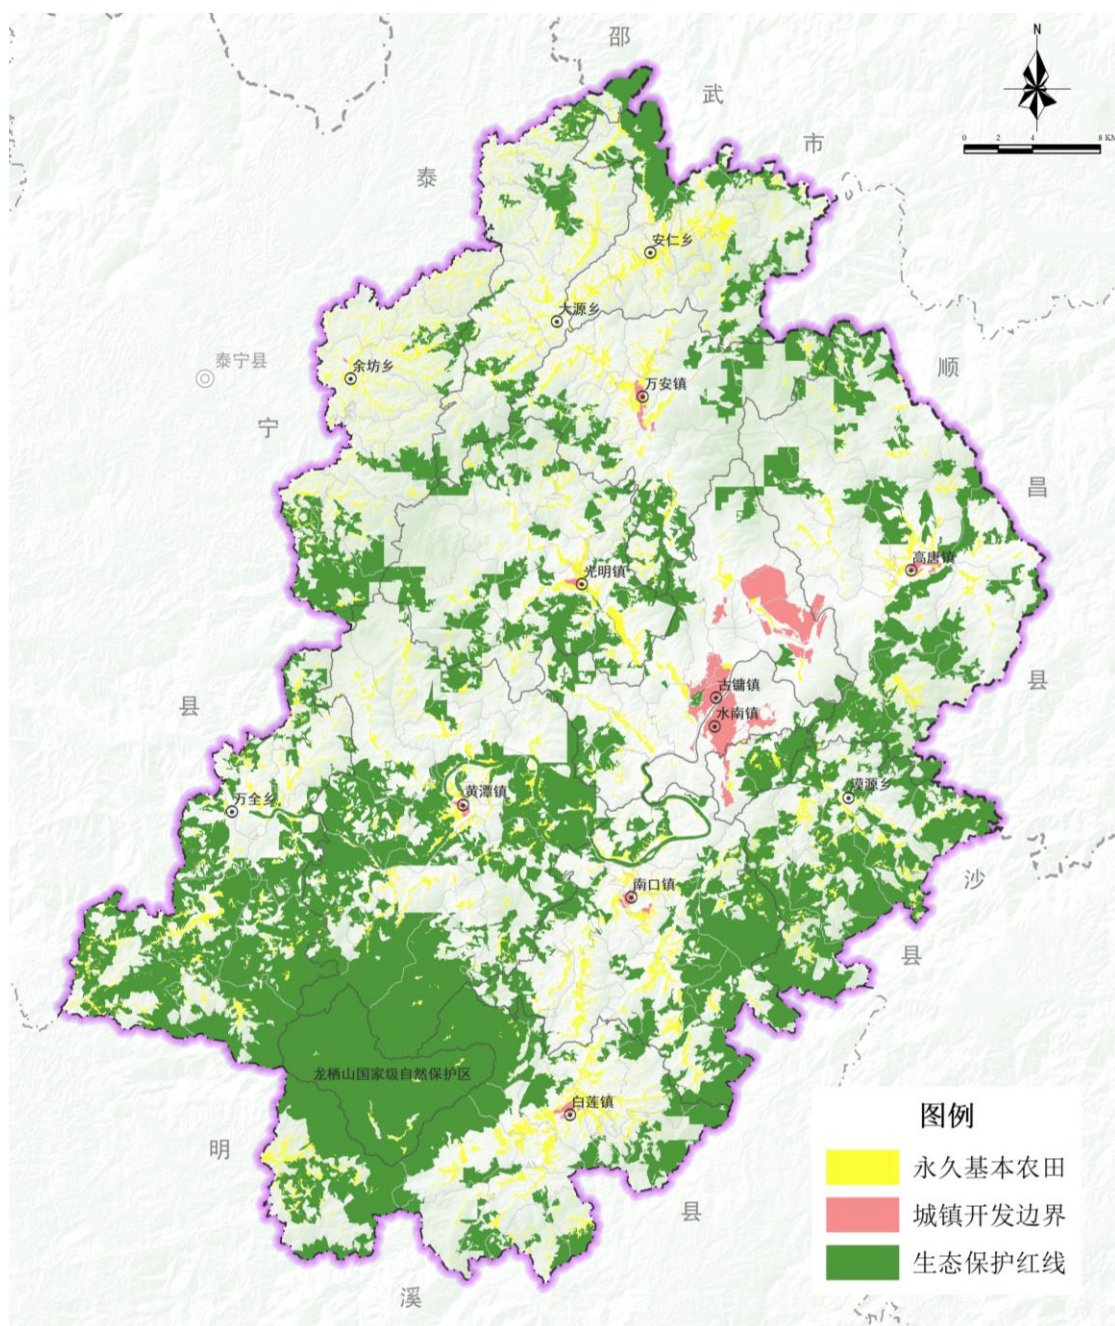 N
0 2 4 8 KM
邵
武
市
泰
安仁乡
大源乡
泰宁县
余坊乡
顺
万安镇
宁
昌
高唐镇
光明镇
县
古镛镇
县
水南镇
万全乡
黄潭镇
漠源乡
南口镇
沙
县
龙栖山国家级自然保护区
白莲镇
明
县
溪
图例
永久基本农田
城镇开发边界
生态保护红线